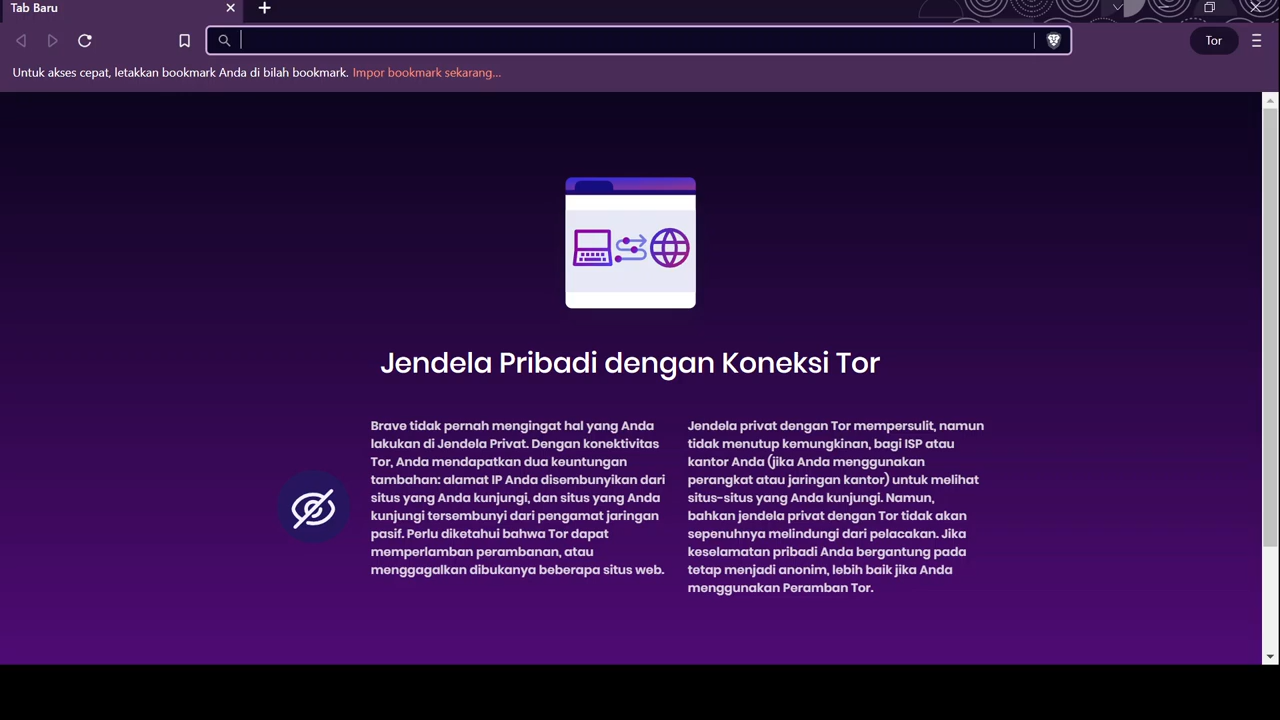 Tab Baru
Tor
Untuk akses cepat, letakkan bookmark Anda di bilah bookmark. Impor bookmark sekarang...
Jendela Pribadi dengan Koneksi Tor
Brave tidak pernah mengingat hal yang Anda
lakukan di Jendela Privat. Dengan konektivitas
Tor, Anda mendapatkan dua keuntungan
tambahan: alamat IP Anda disembunyikan dari
situs yang Anda kunjungi, dan situs yang Anda
kunjungi tersembunyi dari pengamat jaringan
pasif. Perlu diketahui bahwa Tor dapat
memperlamban perambanan, atau
menggagalkan dibukanya beberapa situs web.
Jendela privat dengan Tor mempersulit, namun
tidak menutup kemungkinan, bagi ISP atau
kantor Anda (jika Anda menggunakan
perangkat atau jaringan kantor) untuk melihat
situs-situs yang Anda kunjungi. Namun,
bahkan jendela privat dengan Tor tidak akan
sepenuhnya melindungi dari pelacakan. Jika
keselamatan pribadi Anda bergantung pada
tetap menjadi anonim, lebih baik jika Anda
menggunakan Peramban Tor.